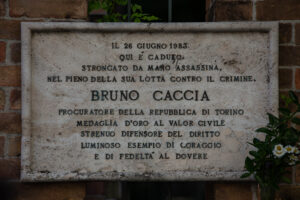 IL 26 GIUGNO 1983
QUI È CADUTO
STRONCATO DA MANO ASSASSINA,
NEL PIENO DELLA SUA LOTTA CONTRO IL CRIMINE,
BRUNO CACCIA
PROCURATORE DELLA REPUBBLICA DI TORINO
MEDAGLIA D'ORO AL VALOR CIVILE
STRENUO DIFENSORE DEL DIRITTO
LUMINOSO ESEMPIO DI CORAGGIO
E DI FEDELTÀ AL DOVERE